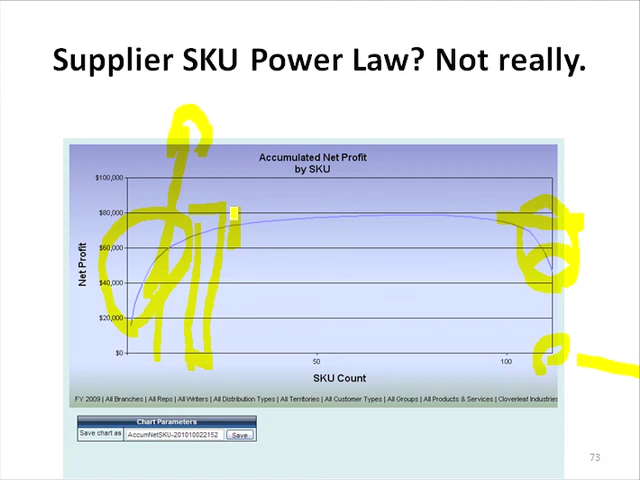 Supplier SKU Power Law? Not really.
Accumulated Net Profit
by SKU
$100,000
$80,000
$60,000
$40,000
$20,000
$0
Net Profit
50
100
SKU Count
FY 2009 | All Branches | All Reps | All Writers | All Distribution Types | All Territories | All Customer Types | All Groups | All Products & Services | Cloverleaf Industries
Chart Parameters
Save chart as
AccumNetSKU-201010022152
Save
73